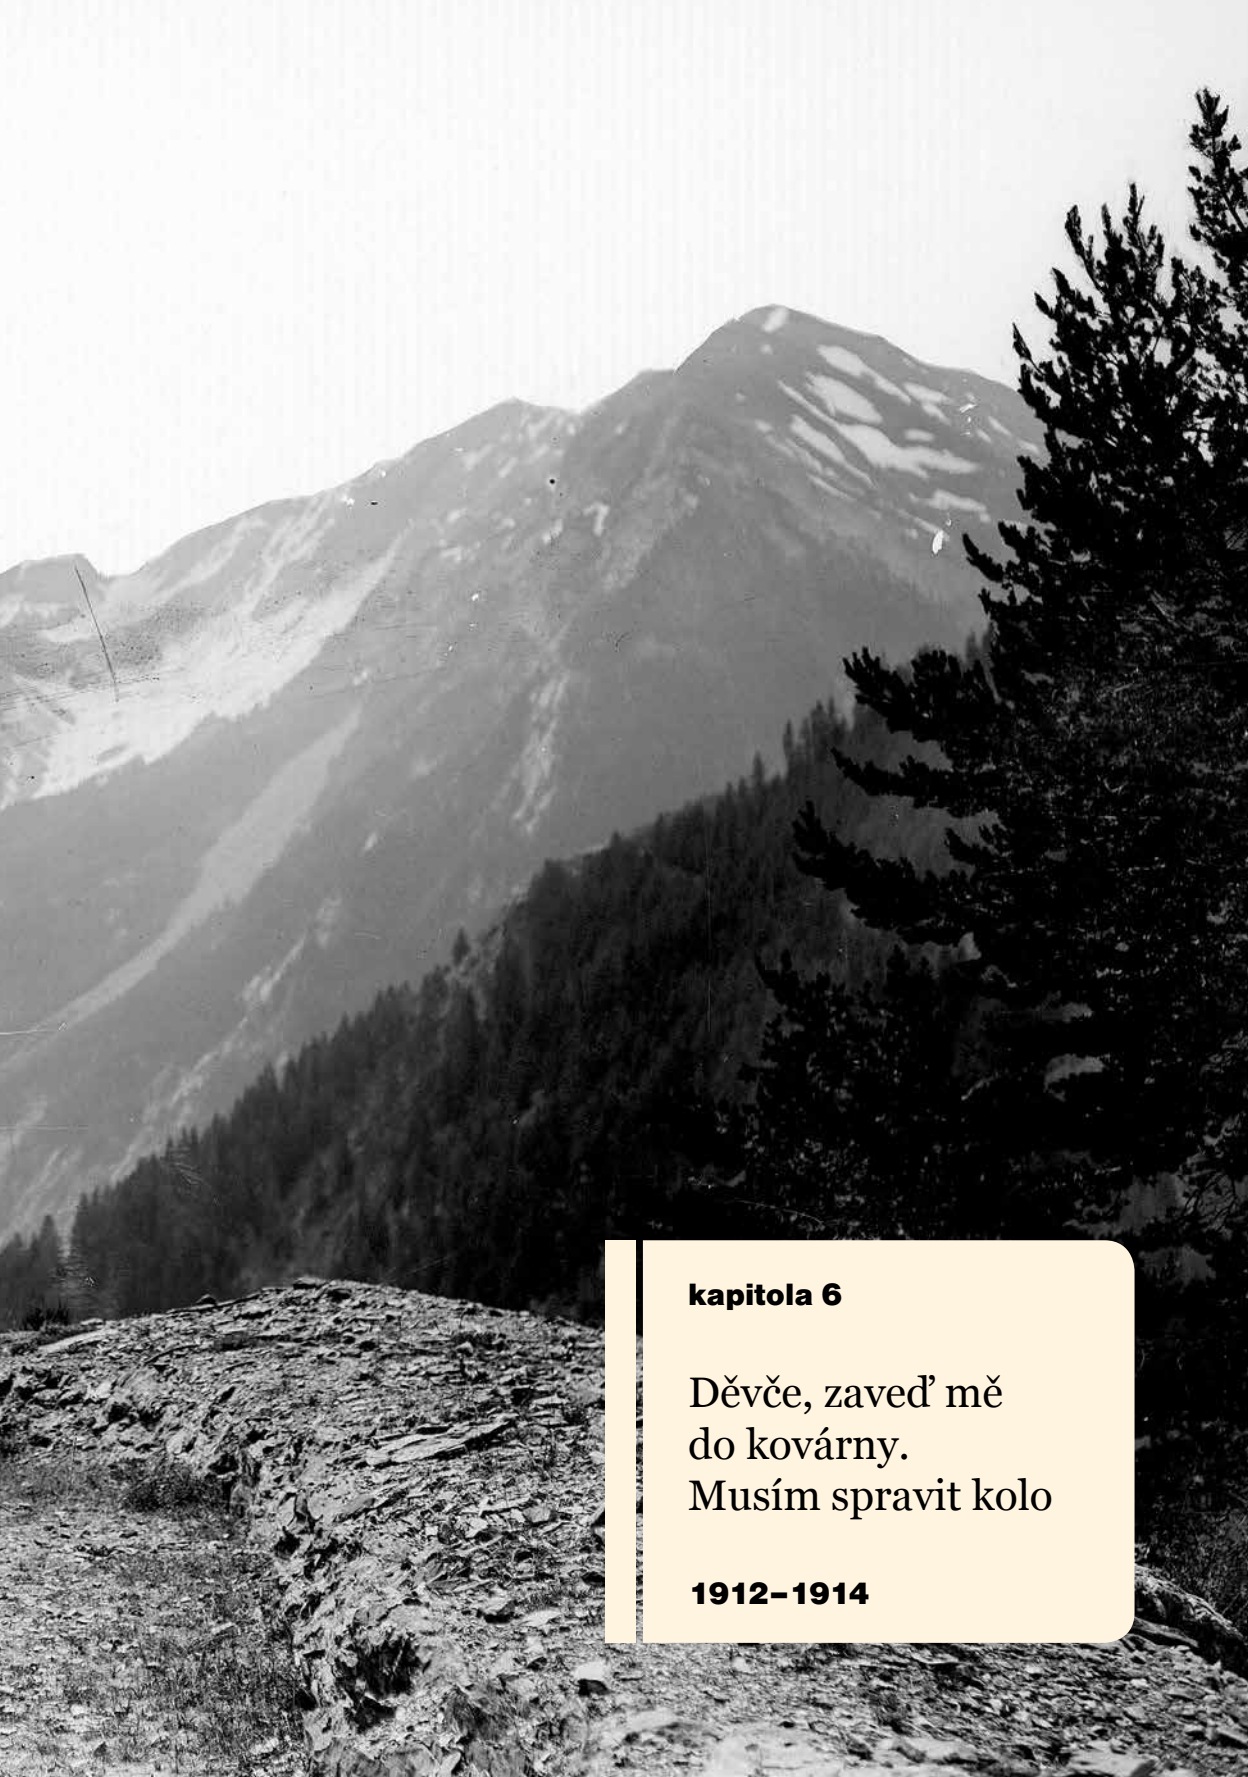 kapitola 6
Děvče, zaveď mě
do kovárny.
Musím spravit kolo
1912–1914